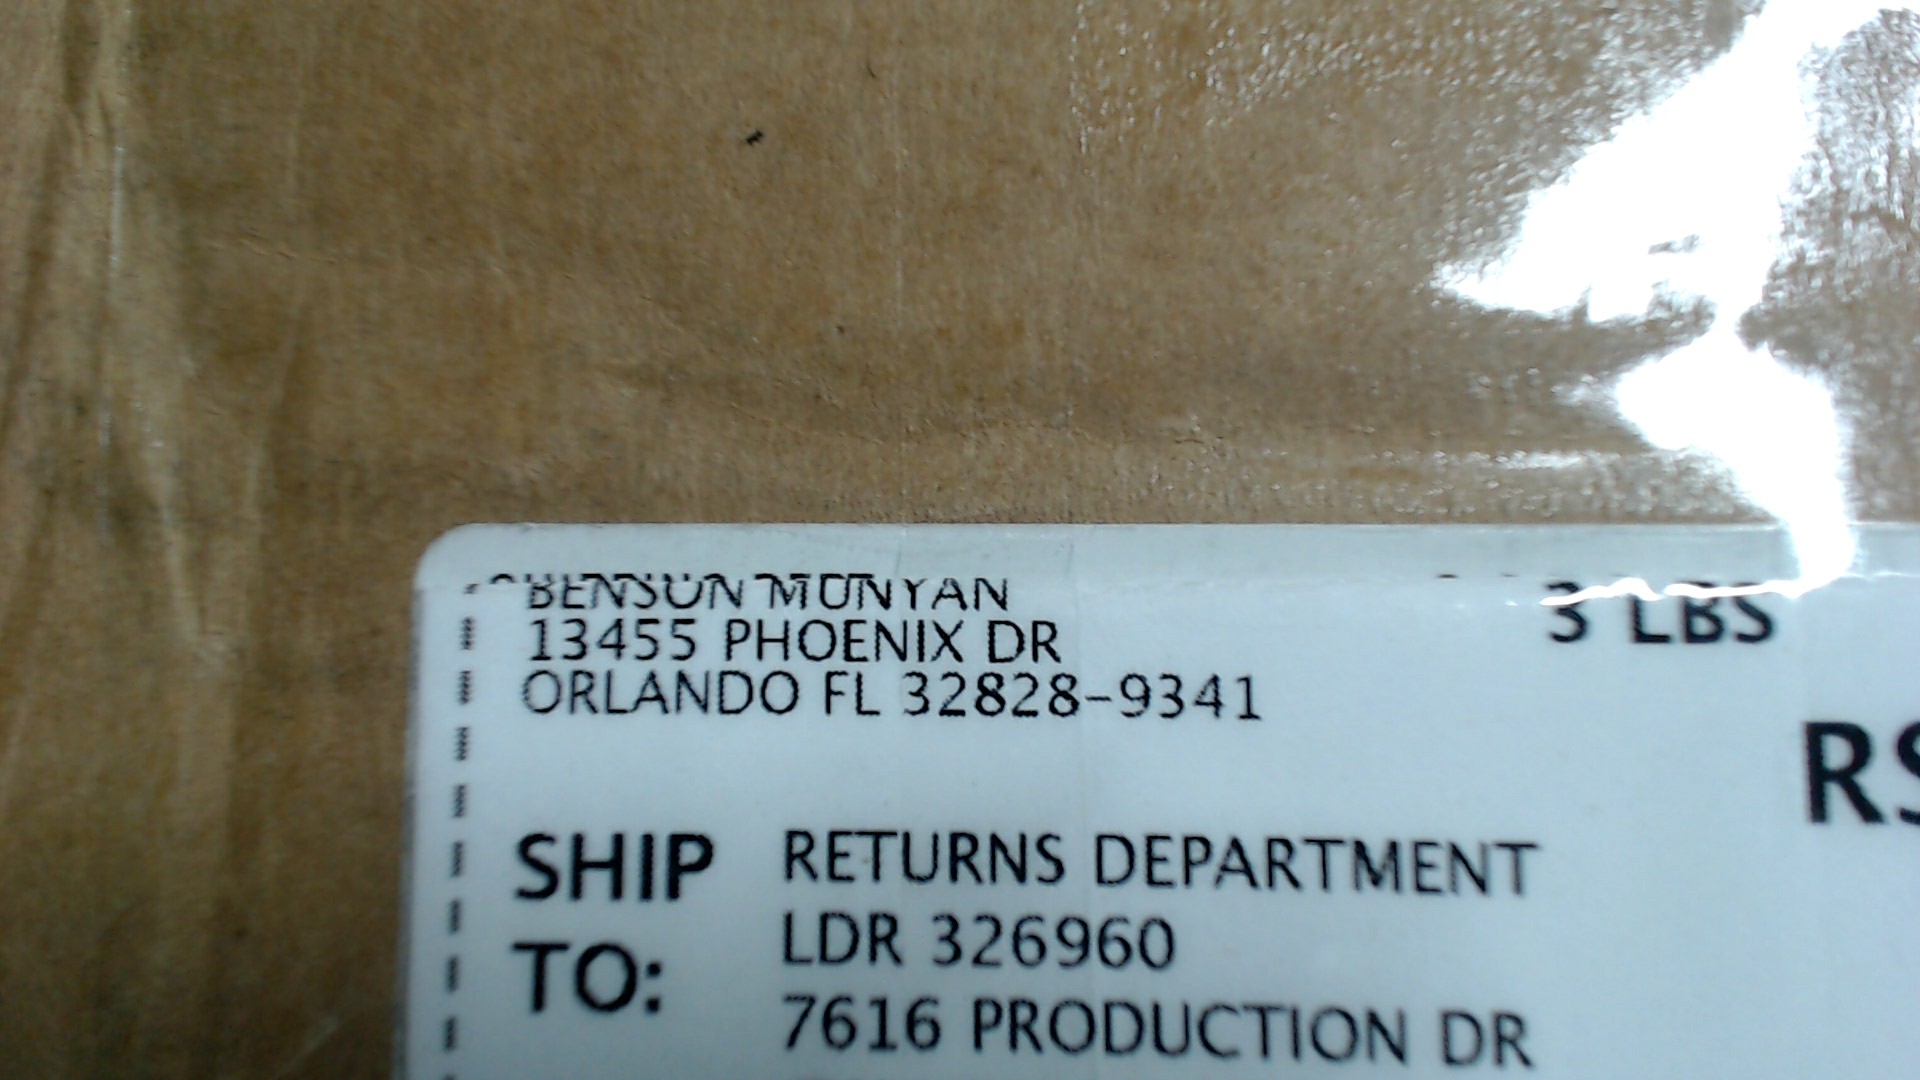 BENSON MUNYAN
3 LBS
13455 PHOENIX DR
ORLANDO FL 32828-9341
RS
SHIP TO:
RETURNS DEPARTMENT
LDR 326960
7616 PRODUCTION DR